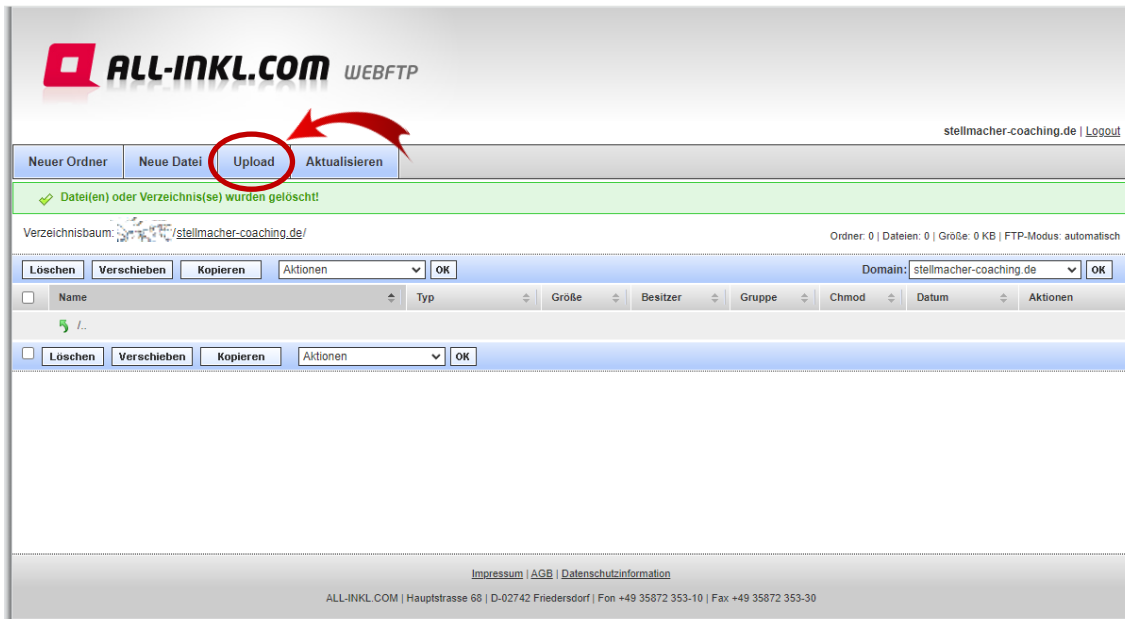 ALL-INKL.COM WEBFTP
stellmacher-coaching.de | Logout
Neuer Ordner Neue Datei Upload Aktualisieren
Datei(en) oder Verzeichnis(se) wurden gelöscht!
Verzeichnisbaum: /stellmacher-coaching.de/ Ordner: 0 | Dateien: 0 | Größe: 0 KB | FTP-Modus: automatisch
Löschen Verschieben Kopieren Aktionen OK Domain: stellmacher-coaching.de OK
Name Typ Größe Besitzer Gruppe Chmod Datum Aktionen
/..
Löschen Verschieben Kopieren Aktionen OK
Impressum | AGB | Datenschutzinformation
ALL-INKL.COM | Hauptstrasse 68 | D-02742 Friedersdorf | Fon +49 35872 353-10 | Fax +49 35872 353-30